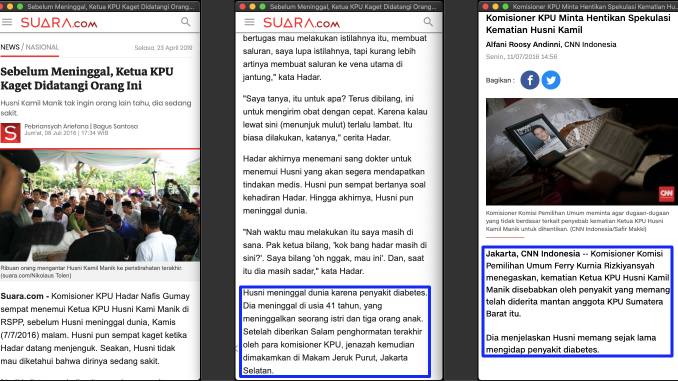 Sebelum Meninggal, Ketua KPU Kaget Didatangi Orang...
SUARA.com
NEWS / NASIONAL
Selasa, 23 April 2019
Sebelum Meninggal, Ketua KPU
Kaget Didatangi Orang Ini
Husni Kamil Manik tak ingin orang lain tahu, dia sedang
sakit.
S
Pebriansyah Ariefana | Bagus Santosa
Jum'at, 08 Juli 2016 | 17:34 WIB
Ribuan orang mengantar Husni Kamil Manik ke peristirahatan terakhir.
(suara.com/Nikolaus Tolen)
Suara.com - Komisioner KPU Hadar Nafis Gumay
sempat menemui Ketua KPU Husni Kami Manik di
RSPP, sebelum Husni meninggal dunia, Kamis
(7/7/2016) malam. Husni pun sempat kaget ketika
Hadar datang menjenguk. Seakan, Husni tidak
mau diketahui bahwa dirinya sedang sakit.
Sebelum Meninggal, Ketua KPU Kaget Didatangi Orang...
SUARA.com
bertugas mau melakukan istilahnya itu, membuat
saluran, saya lupa istilahnya, tapi kurang lebih
artinya membuat saluran ke vena utama di
jantung," kata Hadar.
"Saya tanya, itu untuk apa? Terus dibilang, ini
untuk mengirim obat dengan cepat. Karena kalau
lewat sini (menunjuk mulut) terlalu lambat. Itu
biasa dilakukan, katanya," cerita Hadar.
Hadar akhirnya menemani sang dokter untuk
menemui Husni yang akan segera mendapatkan
tindakan medis. Husni pun sempat bertanya soal
kehadiran Hadar. Hingga akhirnya, Husni pun
meninggal dunia.
"Nah waktu mau melakukan itu saya masih di
sana. Pak ketua bilang, 'kok bang hadar masih di
sini?'. Saya bilang 'oh nggak, mau ini'. Dan, saat
itu dia masih sadar," kata Hadar.
Husni meninggal dunia karena penyakit diabetes.
Dia meninggal di usia 41 tahun, yang
meninggalkan seorang istri dan tiga orang anak.
Setelah diberikan Salam penghormatan terakhir
oleh para komisioner KPU, jenazah kemudian
dimakamkan di Makam Jeruk Purut, Jakarta
Selatan.
Komisioner KPU Minta Hentikan Spekulasi Kematian Hu...
Komisioner KPU Minta Hentikan Spekulasi
Kematian Husni Kamil
Alfani Roosy Andinni, CNN Indonesia
Senin, 11/07/2016 14:56
Bagikan :
CNN
Komisioner Komisi Pemilihan Umum meminta agar dugaan-dugaan
yang tidak berdasar terkait penyebab kematian Ketua KPU Husni
Kamil Manik untuk dihentikan. (CNN Indonesia/Safir Makki)
Jakarta, CNN Indonesia -- Komisioner Komisi
Pemilihan Umum Ferry Kurnia Rizkiyansyah
menegaskan, kematian Ketua KPU Husni Kamil
Manik disebabkan oleh penyakit yang memang
telah diderita mantan anggota KPU Sumatera
Barat itu.
Dia menjelaskan Husni memang sejak lama
mengidap penyakit diabetes.